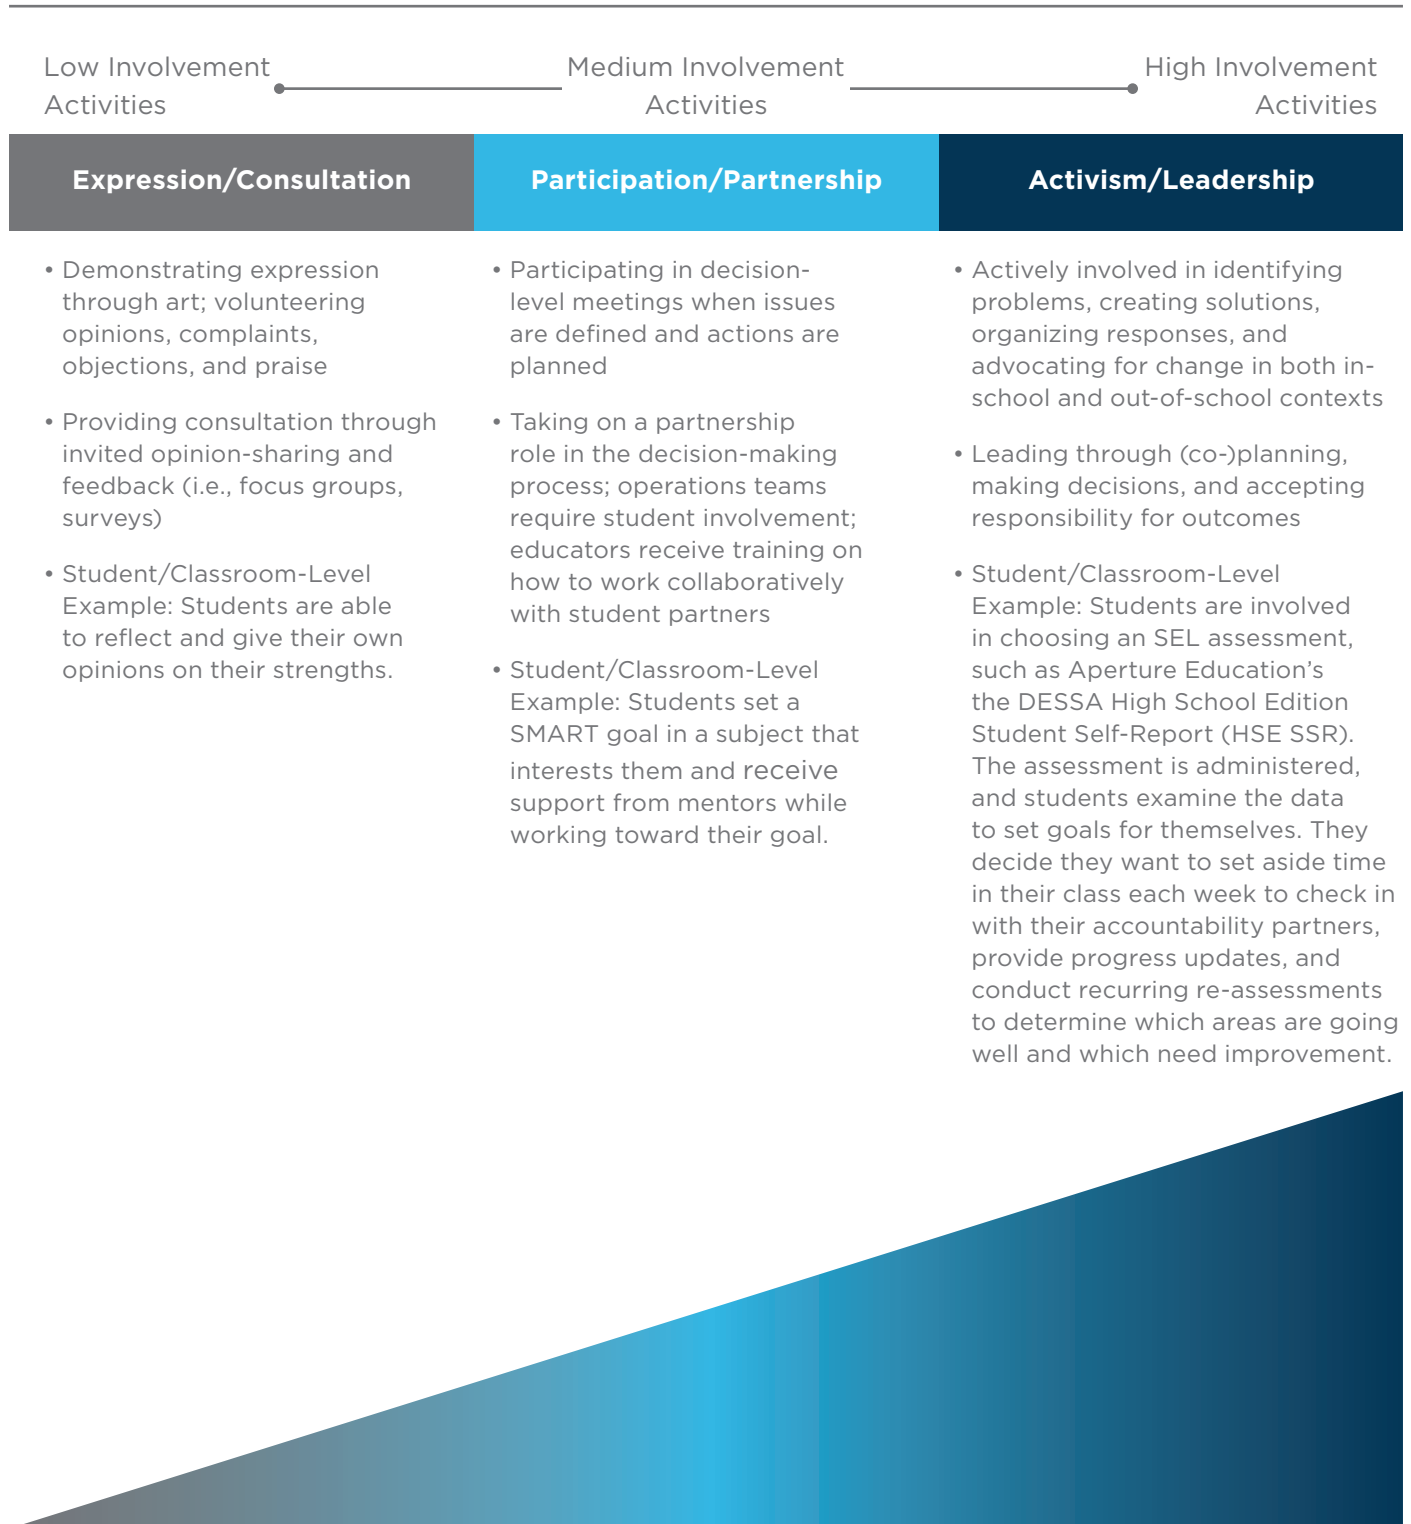 Low Involvement
Activities
Medium Involvement
Activities
High Involvement
Activities
Expression/Consultation
Participation/Partnership
Activism/Leadership
• Demonstrating expression
through art; volunteering
opinions, complaints,
objections, and praise
• Providing consultation through
invited opinion-sharing and
feedback (i.e., focus groups,
surveys)
• Student/Classroom-Level
Example: Students are able
to reflect and give their own
opinions on their strengths.
• Participating in decision-
level meetings when issues
are defined and actions are
planned
• Taking on a partnership
role in the decision-making
process; operations teams
require student involvement;
educators receive training on
how to work collaboratively
with student partners
• Student/Classroom-Level
Example: Students set a
SMART goal in a subject that
interests them and receive
support from mentors while
working toward their goal.
• Actively involved in identifying
problems, creating solutions,
organizing responses, and
advocating for change in both in-
school and out-of-school contexts
• Leading through (co-)planning,
making decisions, and accepting
responsibility for outcomes
• Student/Classroom-Level
Example: Students are involved
in choosing an SEL assessment,
such as Aperture Education’s
the DESSA High School Edition
Student Self-Report (HSE SSR).
The assessment is administered,
and students examine the data
to set goals for themselves. They
decide they want to set aside time
in their class each week to check in
with their accountability partners,
provide progress updates, and
conduct recurring re-assessments
to determine which areas are going
well and which need improvement.